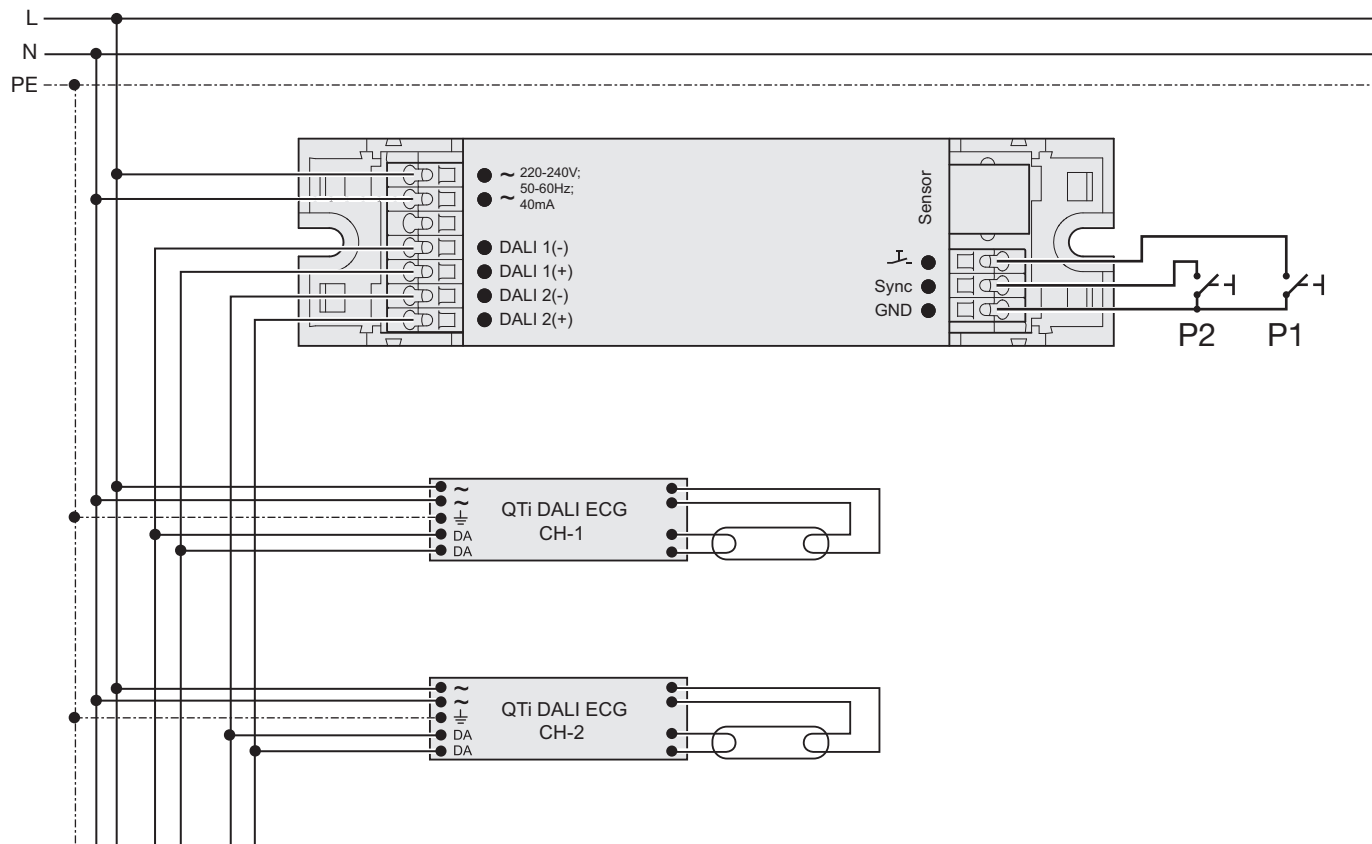 L
N
PE
~ 220-240V;
50-60Hz;
~ 40mA
DALI 1(-)
DALI 1(+)
DALI 2(-)
DALI 2(+)
Sensor
Sync
GND
P2 P1
~
~
DA
DA
QTi DALI ECG
CH-1
~
~
DA
DA
QTi DALI ECG
CH-2